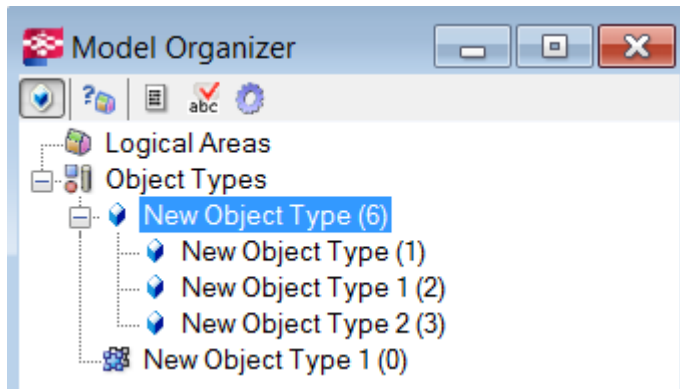 Model Organizer
?
abc
Logical Areas
Object Types
New Object Type (6)
New Object Type (1)
New Object Type 1 (2)
New Object Type 2 (3)
New Object Type 1 (0)